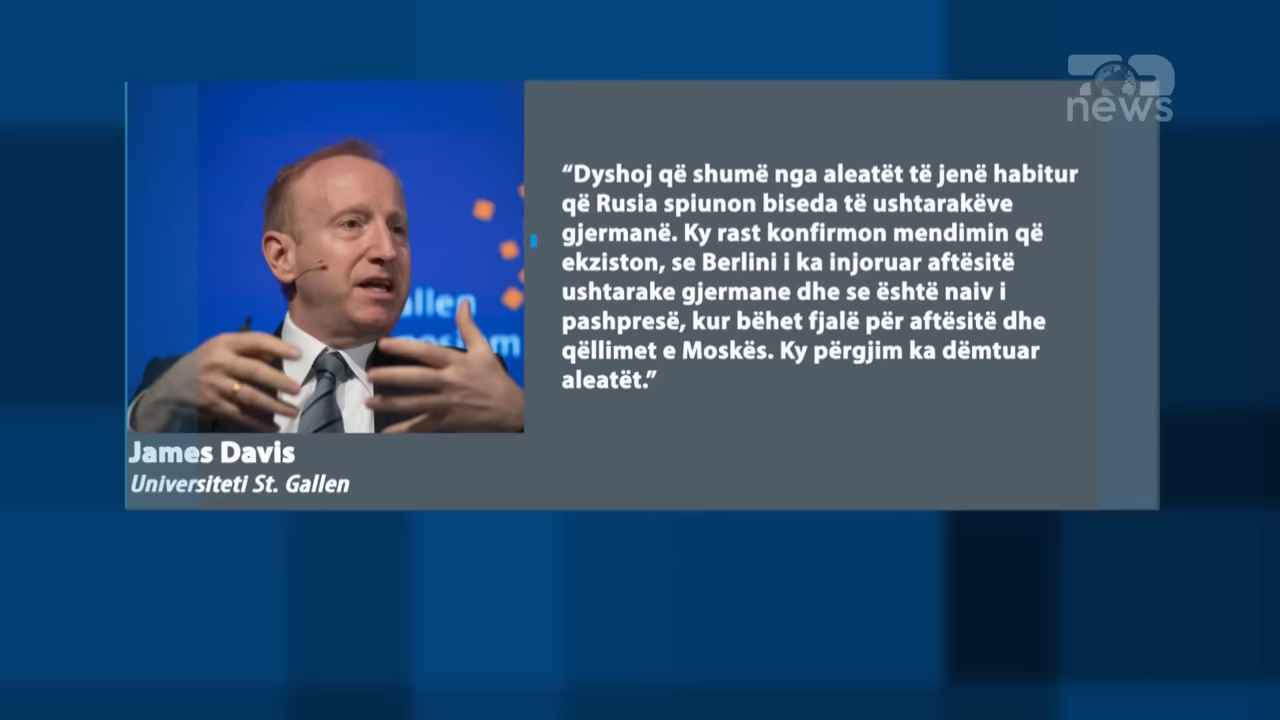 news
“Dyshoj që shumë nga aleatët të jenë habitur
që Rusia spiunon biseda të ushtarakëve
gjermanë. Ky rast konfirmon mendimin që
ekziston, se Berlini i ka injoruar aftësitë
ushtarake gjermane dhe se është naiv i
pashpresë, kur bëhet fjalë për aftësitë dhe
qëllimet e Moskës. Ky përgjim ka dëmtuar
aleatët.”
allen
James Davis
Universiteti St. Gallen